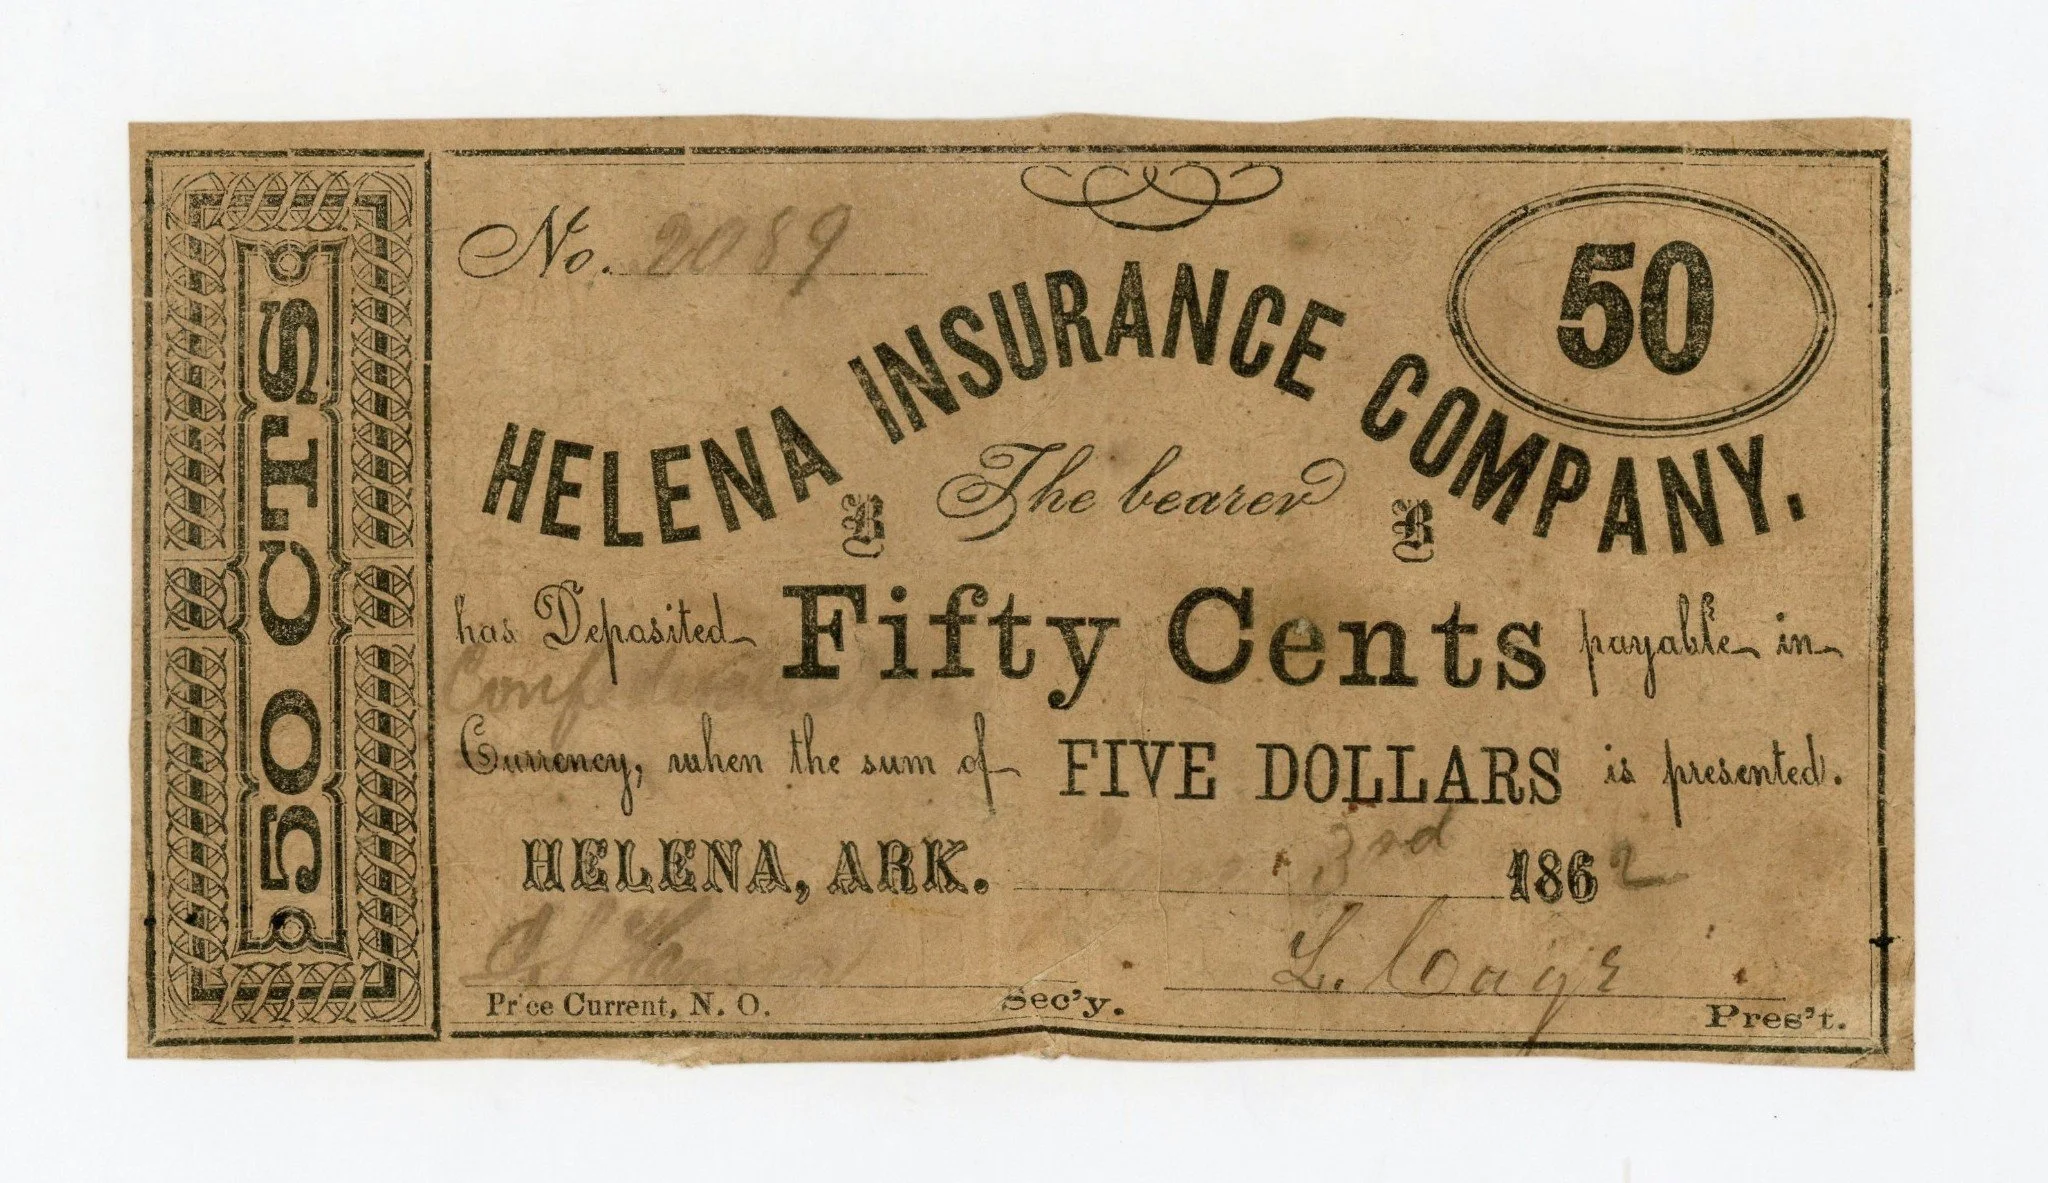 50 CTS
No. 2089
50
HELENA INSURANCE COMPANY.
B The bearer B
has Deposited Fifty Cents payable in
Confederate
Currency, when the sum of FIVE DOLLARS is presented.
HELENA, ARK. 3rd 1862
L.
Price Current, N. O. Sec'y. Pres't.